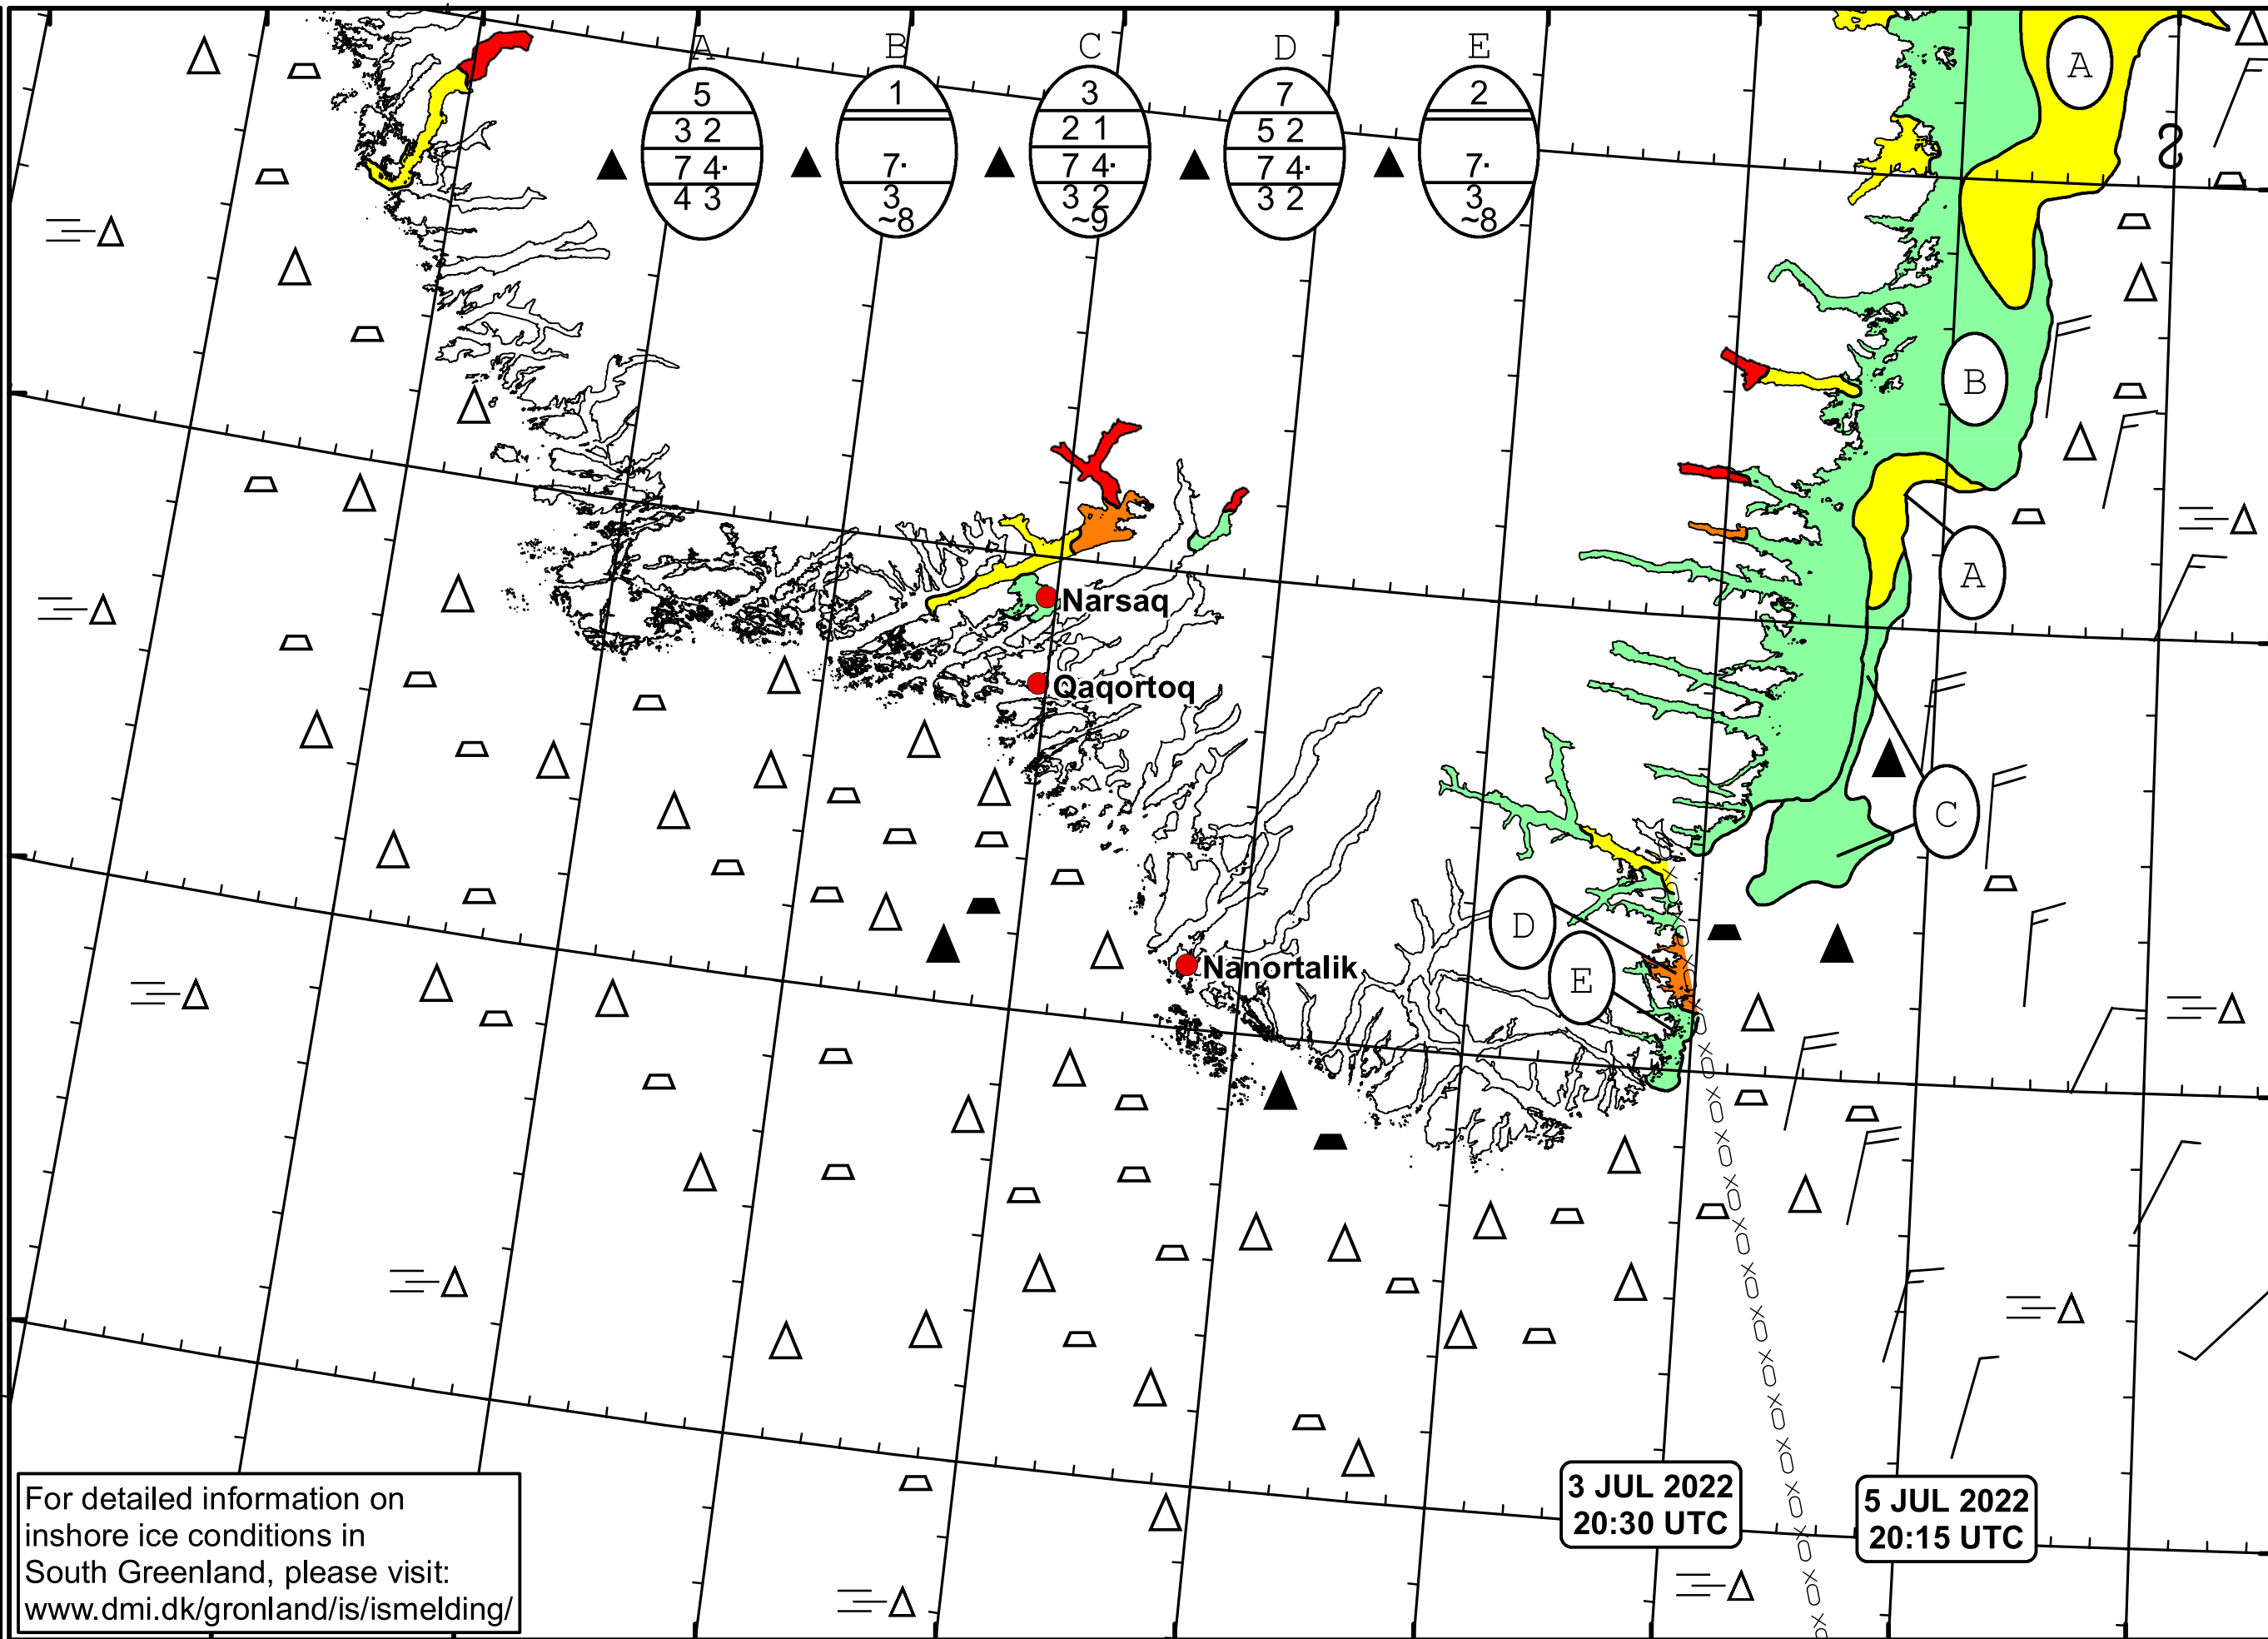 A B C D E
5 1 3 7 2
3 2 2 1 5 2
7 4· 7· 7 4· 7 4· 7·
4 3 3 3 2 3 2 3
~8 ~9 ~8
A
B
A
Narsaq
Qaqortoq
C
D
E
Nanortalik
3 JUL 2022
20:30 UTC
5 JUL 2022
20:15 UTC
For detailed information on
inshore ice conditions in
South Greenland, please visit:
www.dmi.dk/gronland/is/ismelding/